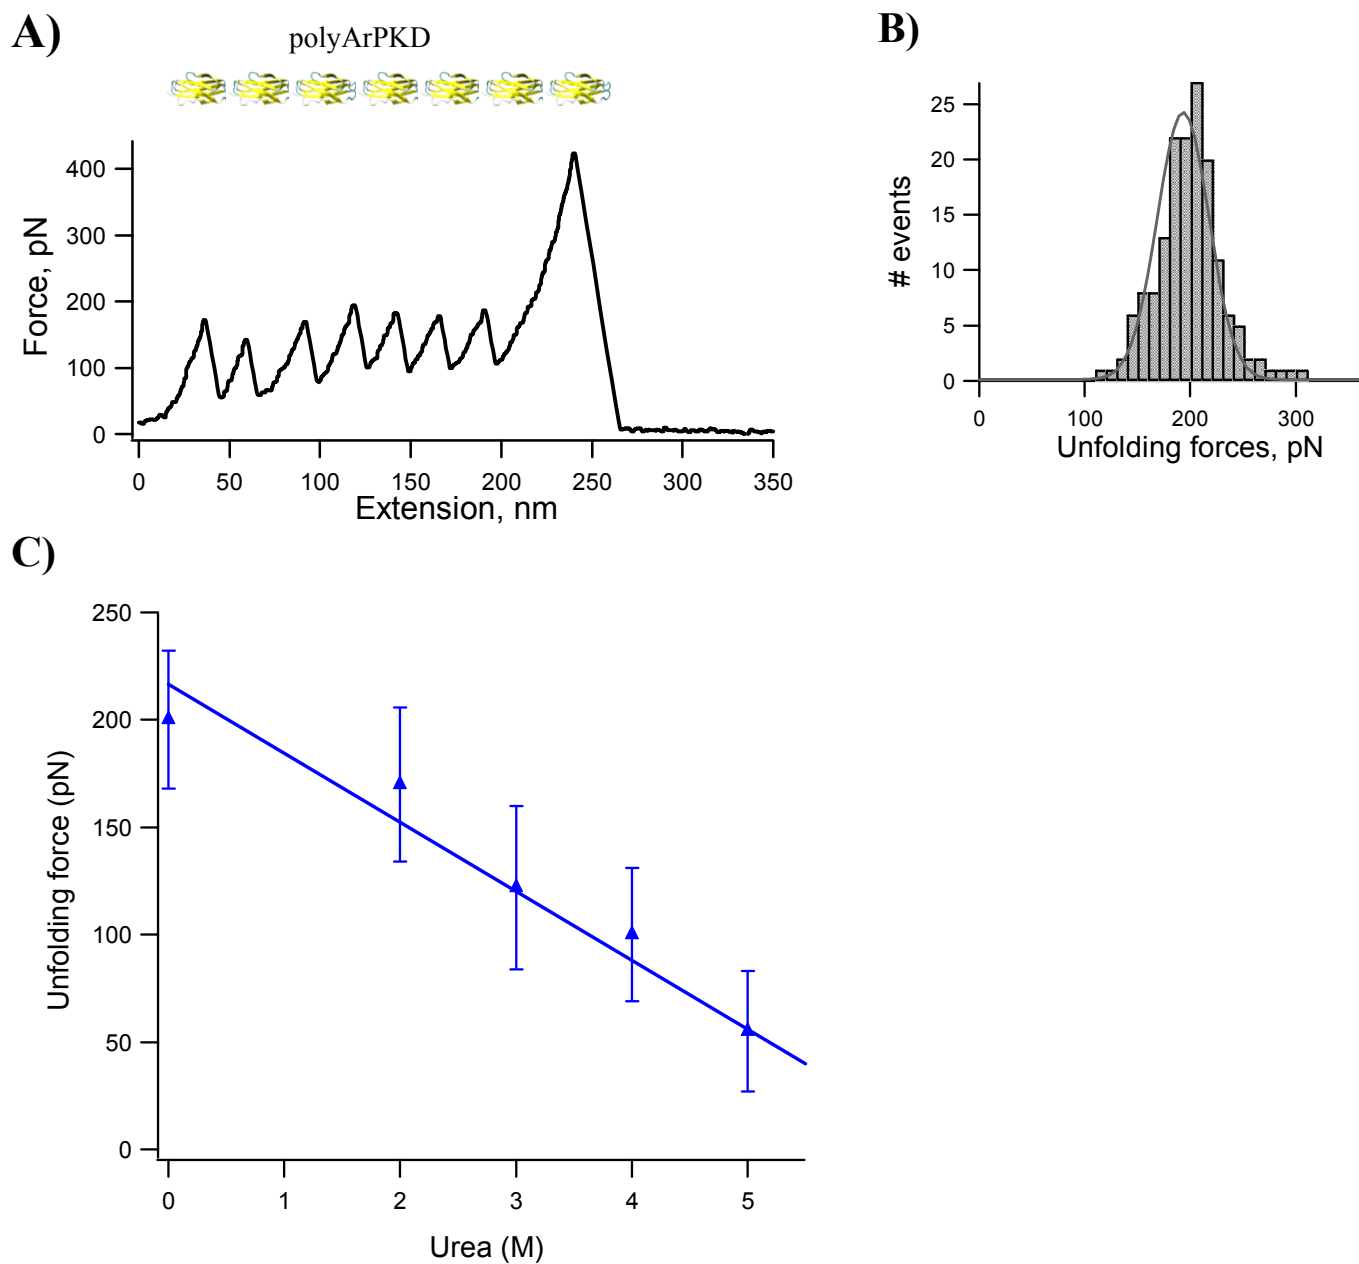 A)
polyArPKD
400
300
200
100
0
Force, pN
0 50 100 150 200 250 300 350
Extension, nm
B)
25
20
15
10
5
0
# events
0 100 200 300
Unfolding forces, pN
C)
250
200
150
100
50
0
Unfolding force (pN)
0 1 2 3 4 5
Urea (M)